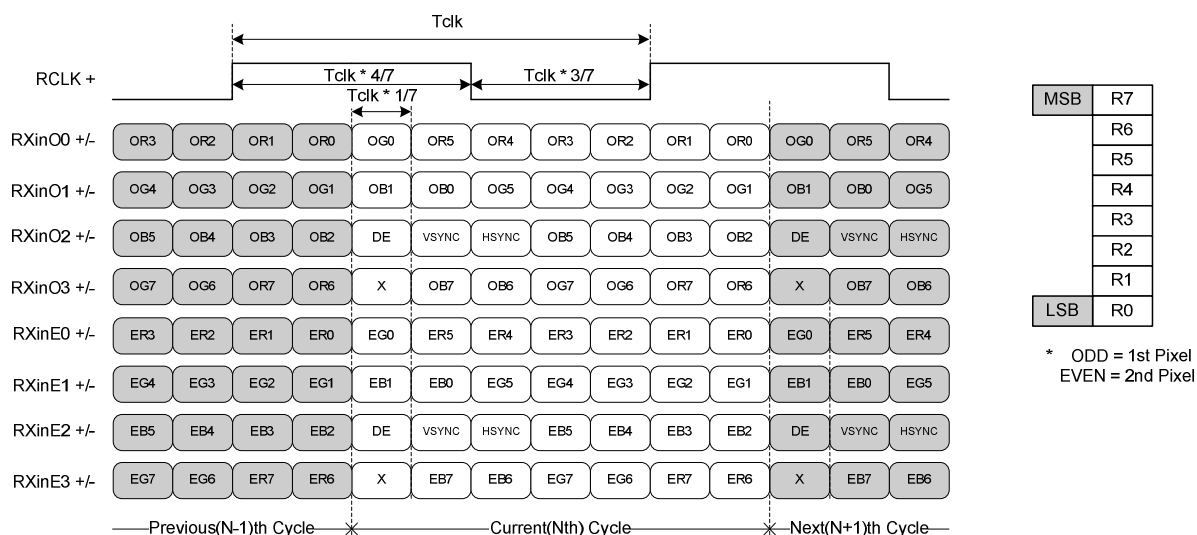 Tclk
RCLK +
Tclk * 4/7
Tclk * 3/7
Tclk * 1/7
RXinO0 +/- OR3 OR2 OR1 OR0 OG0 OR5 OR4 OR3 OR2 OR1 OR0 OG0 OR5 OR4
RXinO1 +/- OG4 OG3 OG2 OG1 OB1 OB0 OG5 OG4 OG3 OG2 OG1 OB1 OB0 OG5
RXinO2 +/- OB5 OB4 OB3 OB2 DE VSYNC HSYNC OB5 OB4 OB3 OB2 DE VSYNC HSYNC
RXinO3 +/- OG7 OG6 OR7 OR6 X OB7 OB6 OG7 OG6 OR7 OR6 X OB7 OB6
RXinE0 +/- ER3 ER2 ER1 ER0 EG0 ER5 ER4 ER3 ER2 ER1 ER0 EG0 ER5 ER4
RXinE1 +/- EG4 EG3 EG2 EG1 EB1 EB0 EG5 EG4 EG3 EG2 EG1 EB1 EB0 EG5
RXinE2 +/- EB5 EB4 EB3 EB2 DE VSYNC HSYNC EB5 EB4 EB3 EB2 DE VSYNC HSYNC
RXinE3 +/- EG7 EG6 ER7 ER6 X EB7 EB6 EG7 EG6 ER7 ER6 X EB7 EB6
Previous(N-1)th Cycle Current(Nth) Cycle Next(N+1)th Cycle
MSB R7
R6
R5
R4
R3
R2
R1
LSB R0
* ODD = 1st Pixel
EVEN = 2nd Pixel